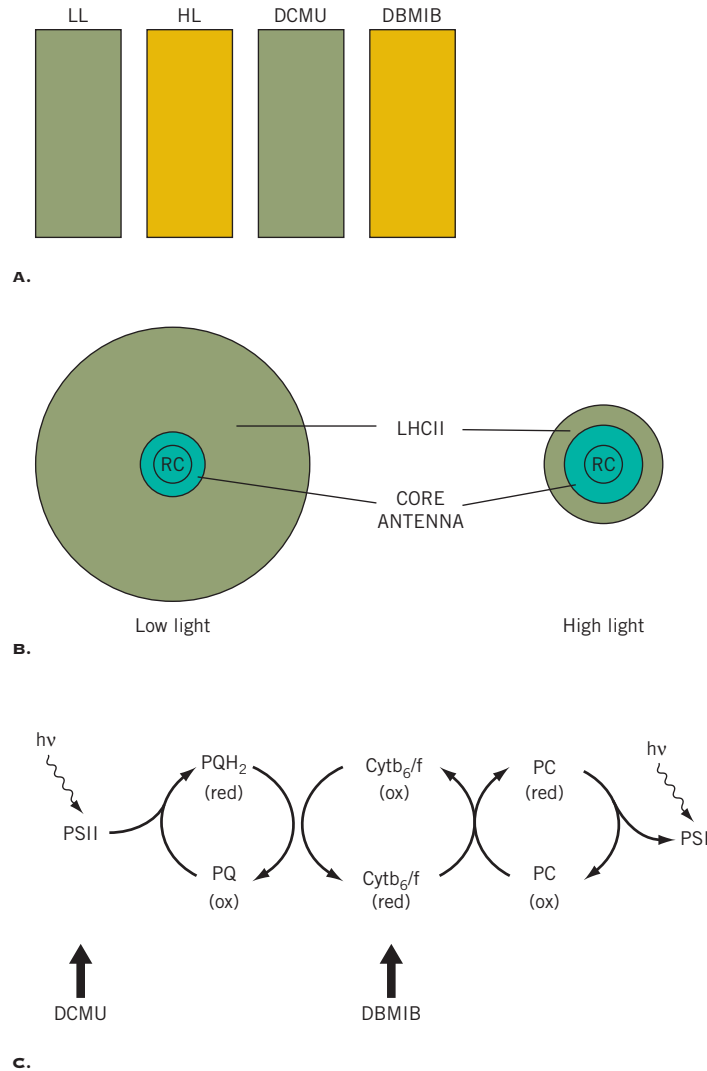 LL HL DCMU DBMIB
A.
LHCII
RC RC
CORE
ANTENNA
Low light High light
B.
hν hν
PQH₂ Cytb₆/f PC
(red) (ox) (red)
PSII PSI
PQ Cytb₆/f PC
(ox) (red) (ox)
DCMU DBMIB
C.